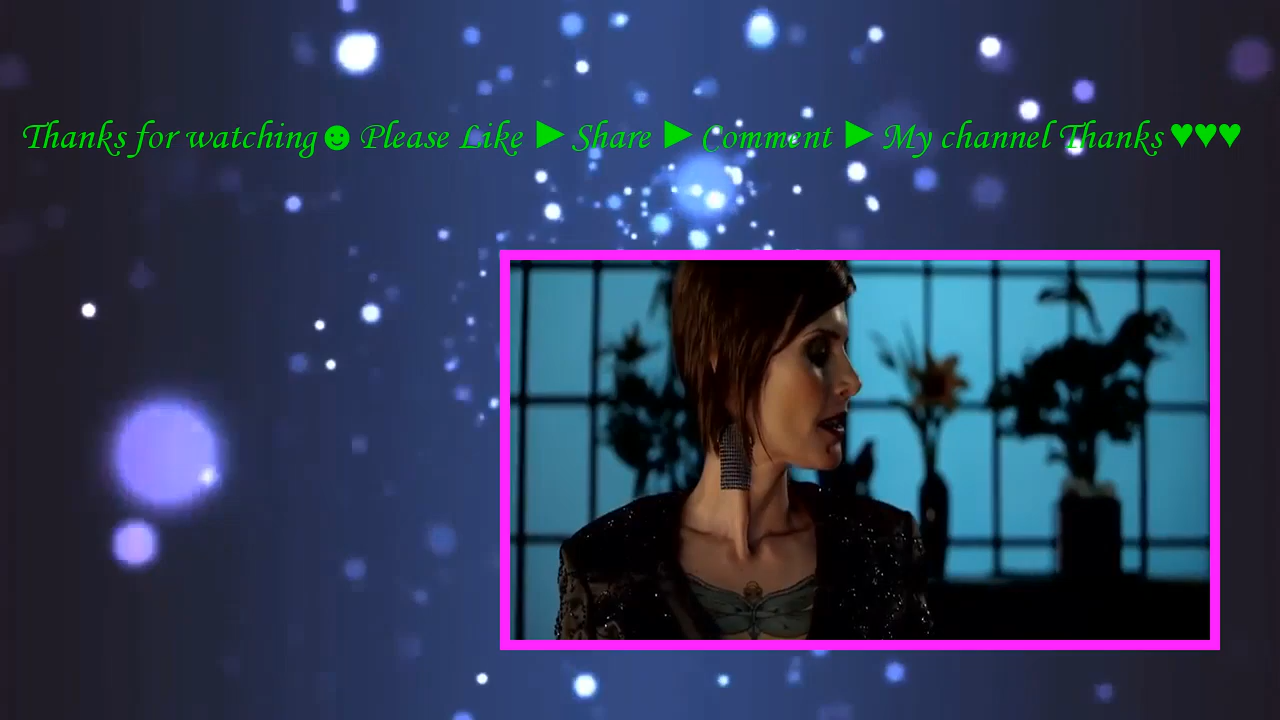 Thanks for watching☻Please Like ► Share ► Comment ► My channel Thanks ♥♥♥